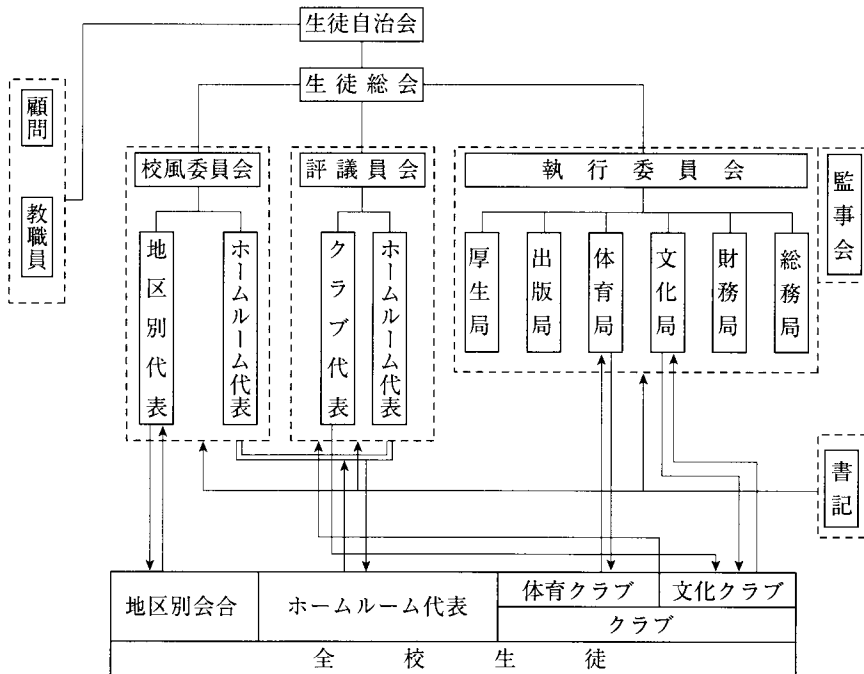 生徒自治会
生徒総会
顧問
教職員
校風委員会
評議員会
執行委員会
監事会
地区別代表
ホームルーム代表
クラブ代表
ホームルーム代表
厚生局
出版局
体育局
文化局
財務局
総務局
書記
地区別会合
ホームルーム代表
体育クラブ
文化クラブ
クラブ
全校生徒